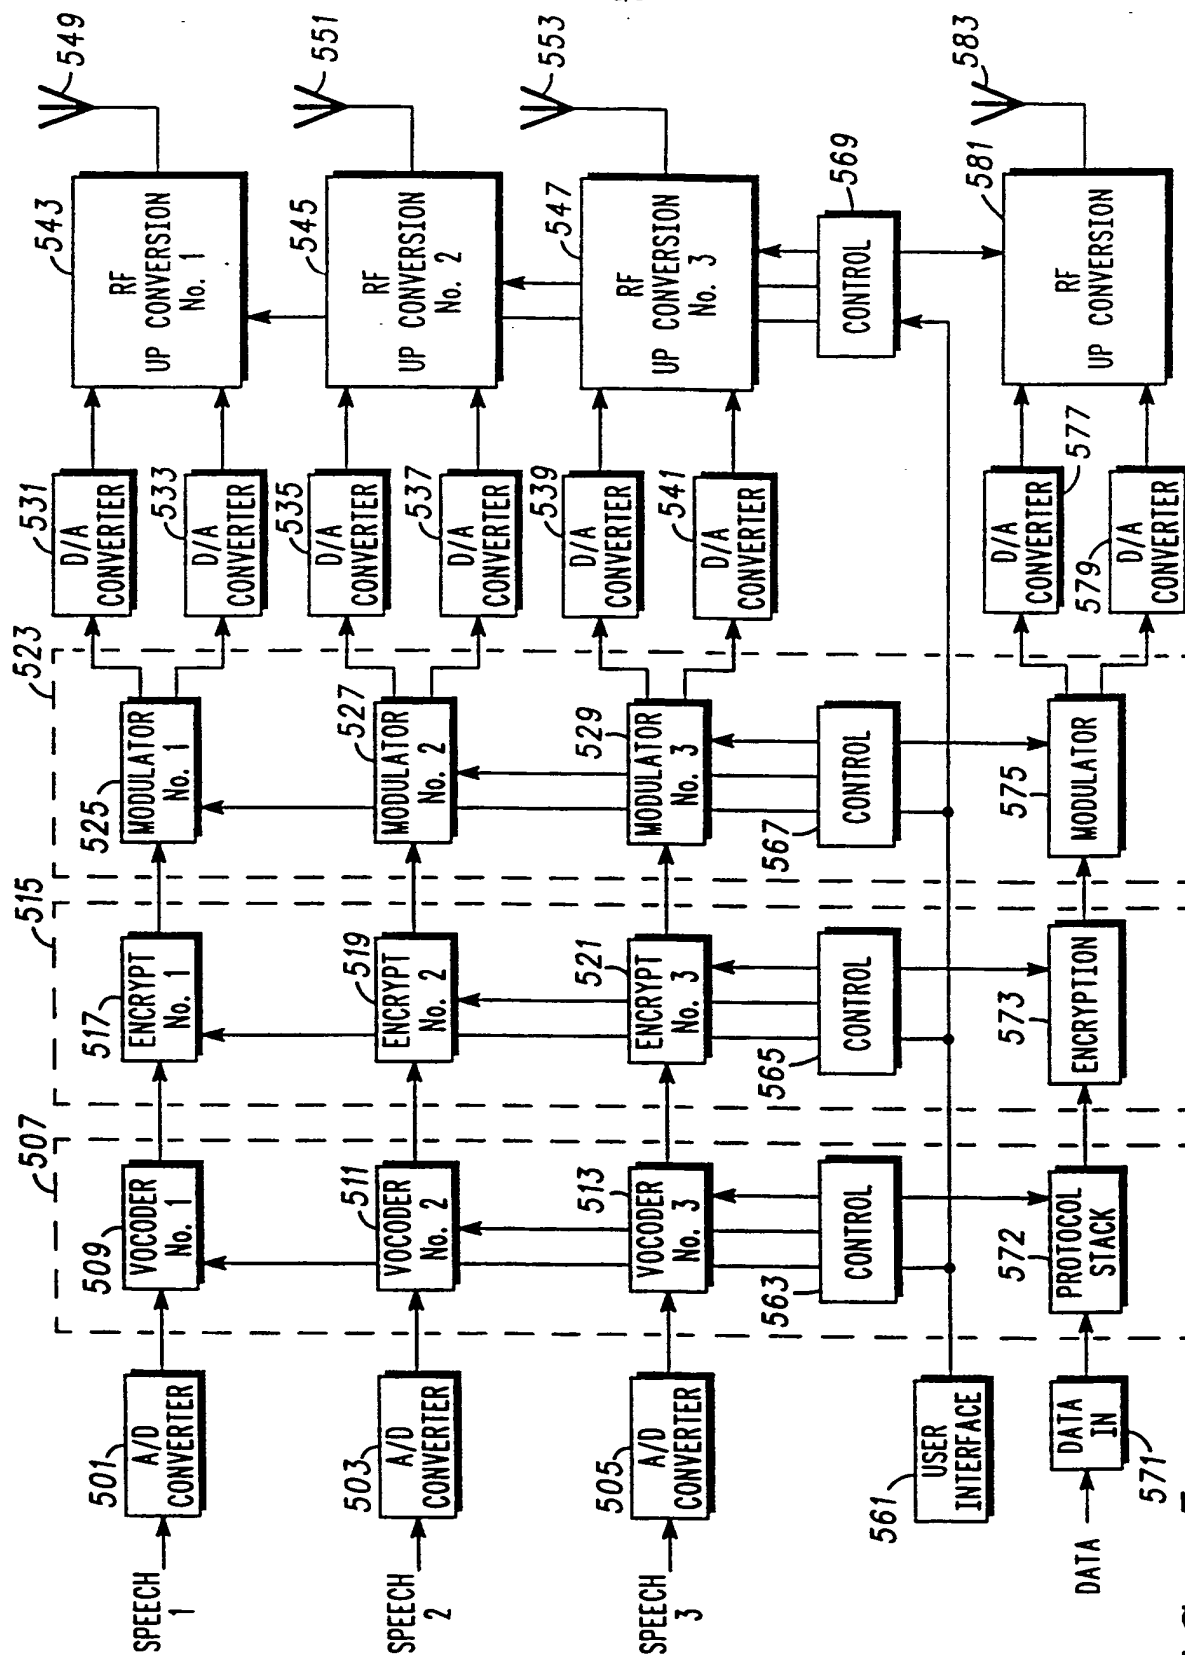 501
A/D
CONVERTER
SPEECH
1
507
509
VOCODER
No. 1
515
517
ENCRYPT
No. 1
523
525
MODULATOR
No. 1
531
D/A
CONVERTER
533
D/A
CONVERTER
543
RF
UP CONVERSION
No. 1
549
SPEECH
2
503
A/D
CONVERTER
511
VOCODER
No. 2
519
ENCRYPT
No. 2
527
MODULATOR
No. 2
535
D/A
CONVERTER
537
D/A
CONVERTER
545
RF
UP CONVERSION
No. 2
551
SPEECH
3
505
A/D
CONVERTER
513
VOCODER
No. 3
521
ENCRYPT
No. 3
529
MODULATOR
No. 3
539
D/A
CONVERTER
541
D/A
CONVERTER
547
RF
UP CONVERSION
No. 3
553
563
CONTROL
565
CONTROL
567
CONTROL
569
CONTROL
561
USER
INTERFACE
DATA
571
DATA
IN
572
PROTOCOL
STACK
573
ENCRYPTION
575
MODULATOR
577
D/A
CONVERTER
579
D/A
CONVERTER
581
RF
UP CONVERSION
583